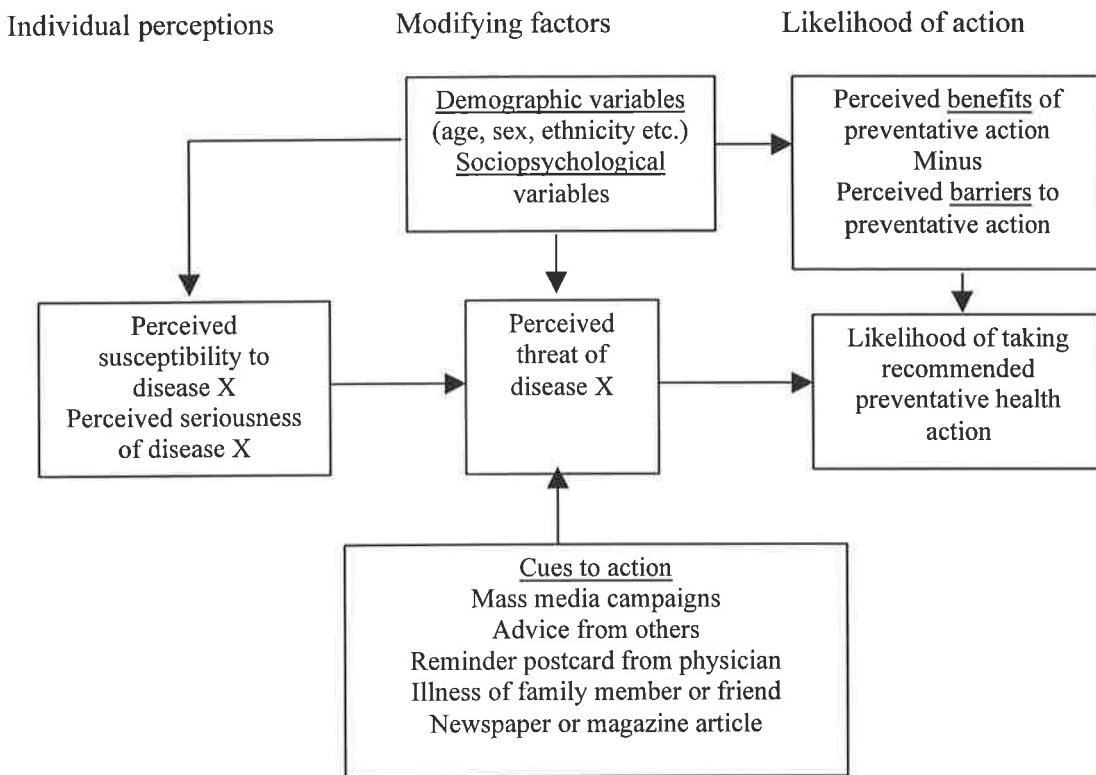 Individual perceptions
Modifying factors
Likelihood of action
Demographic variables
(age, sex, ethnicity etc.)
Sociopsychological
variables
Perceived benefits of
preventative action
Minus
Perceived barriers to
preventative action
Perceived
susceptibility to
disease X
Perceived seriousness
of disease X
Perceived
threat of
disease X
Likelihood of taking
recommended
preventative health
action
Cues to action
Mass media campaigns
Advice from others
Reminder postcard from physician
Illness of family member or friend
Newspaper or magazine article